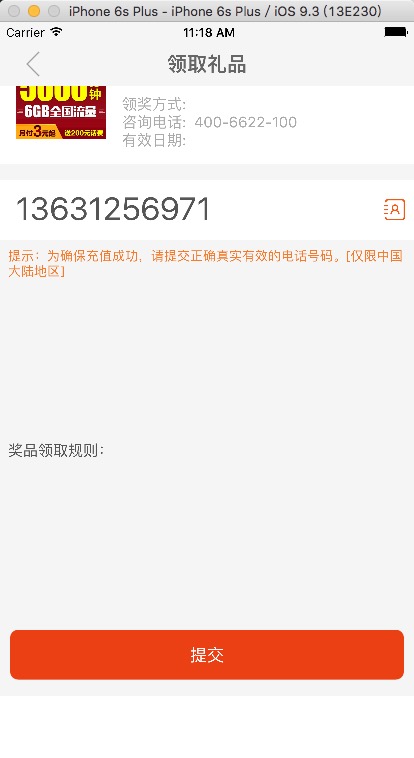 iPhone 6s Plus - iPhone 6s Plus / iOS 9.3 (13E230)
Carrier 11:18 AM
领取礼品
5000分钟
6GB全国流量
月付3元起 送200元话费
领奖方式:
咨询电话: 400-6622-100
有效日期:
13631256971
提示：为确保充值成功，请提交正确真实有效的电话号码。[仅限中国
大陆地区]
奖品领取规则：
提交